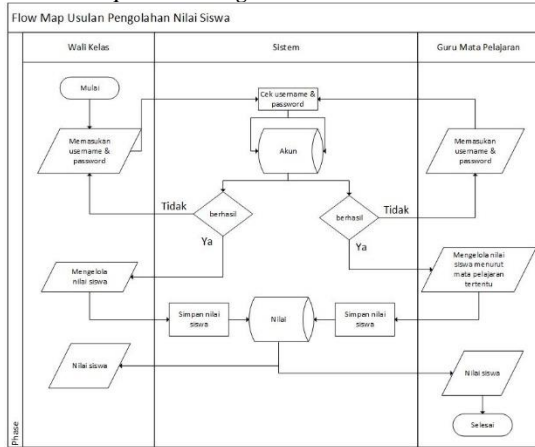 Flow Map Usulan Pengolahan Nilai Siswa
Wali Kelas
Sistem
Guru Mata Pelajaran
Mulai
Cek username &
password
Memasukan
username &
password
Akun
Memasukan
username &
password
Tidak
berhasil
berhasil
Tidak
Ya
Ya
Mengelola
nilai siswa
Mengelola nilai
siswa menurut
mata pelajaran
tertentu
Simpan nilai
siswa
Nilai
Simpan nilai
siswa
Nilai siswa
Nilai siswa
Selesai
Phase